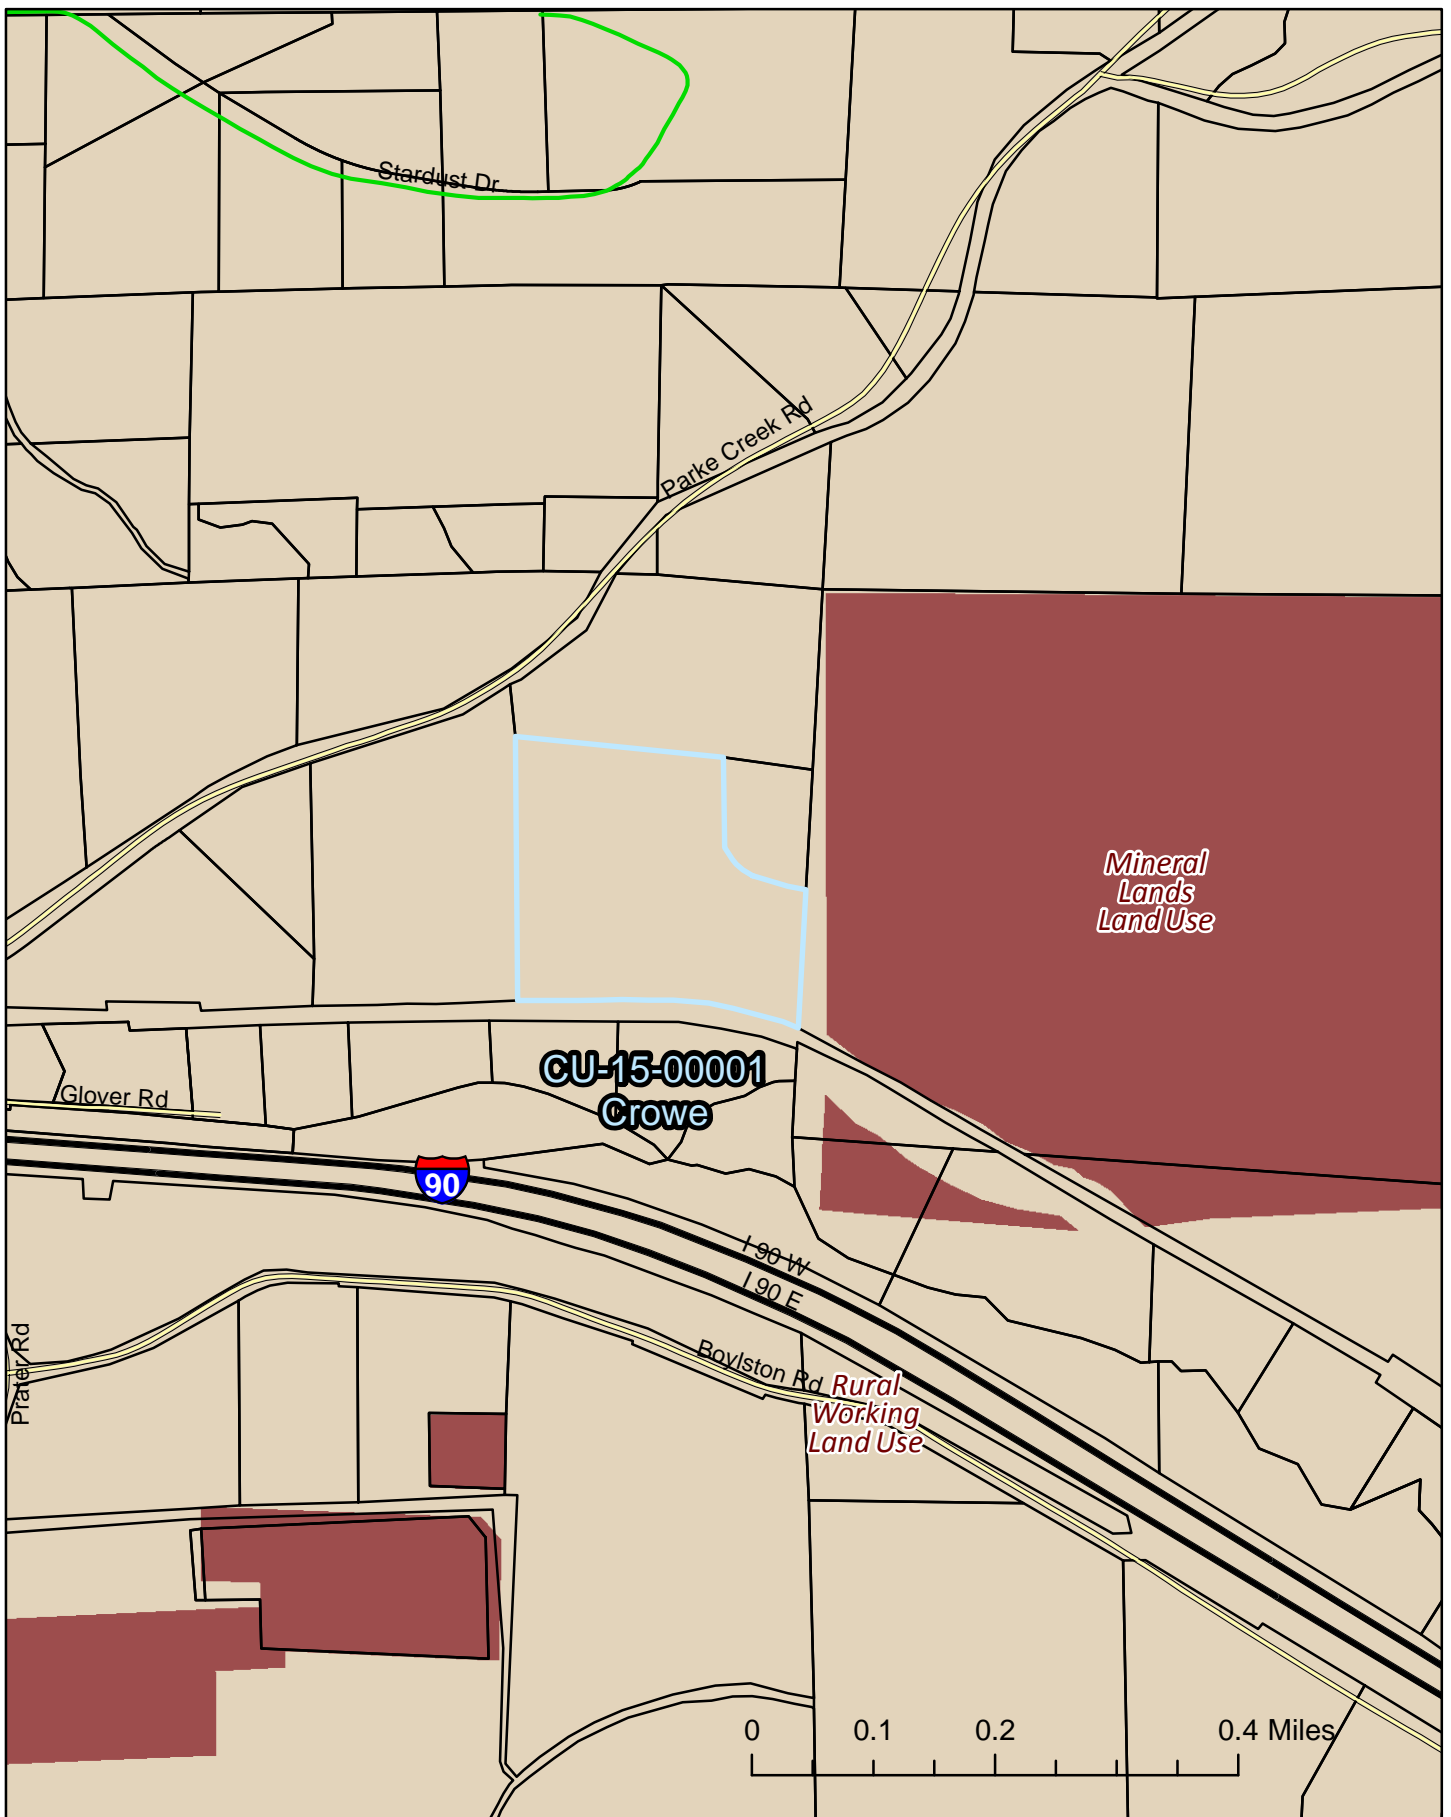 Stardust Dr
Parke Creek Rd
Mineral
Lands
Land Use
CU-15-00001
Crowe
Glover Rd
90
I 90 W
I 90 E
Prater Rd
Boylston Rd
Rural
Working
Land Use
0 0.1 0.2 0.4 Miles